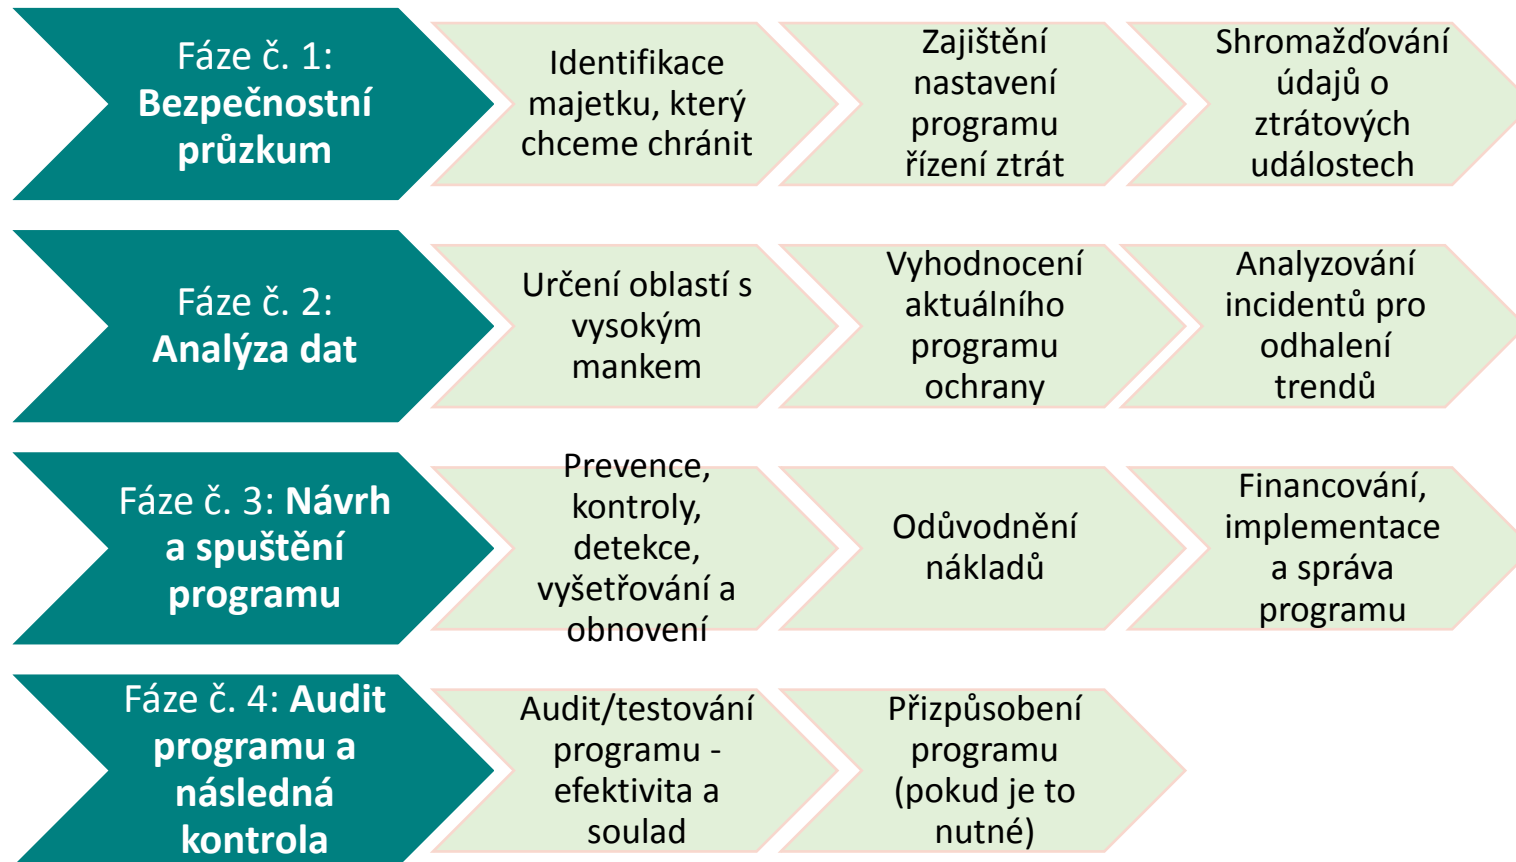 Fáze č. 1:
Bezpečnostní
průzkum
Identifikace
majetku, který
chceme chránit
Zajištění
nastavení
programu
řízení ztrát
Shromažďování
údajů o
ztrátových
událostech
Fáze č. 2:
Analýza dat
Určení oblastí s
vysokým
mankem
Vyhodnocení
aktuálního
programu
ochrany
Analyzování
incidentů pro
odhalení
trendů
Fáze č. 3: Návrh
a spuštění
programu
Prevence,
kontroly,
detekce,
vyšetřování a
obnovení
Odůvodnění
nákladů
Financování,
implementace
a správa
programu
Fáze č. 4: Audit
programu a
následná
kontrola
Audit/testování
programu -
efektivita a
soulad
Přizpůsobení
programu
(pokud je to
nutné)